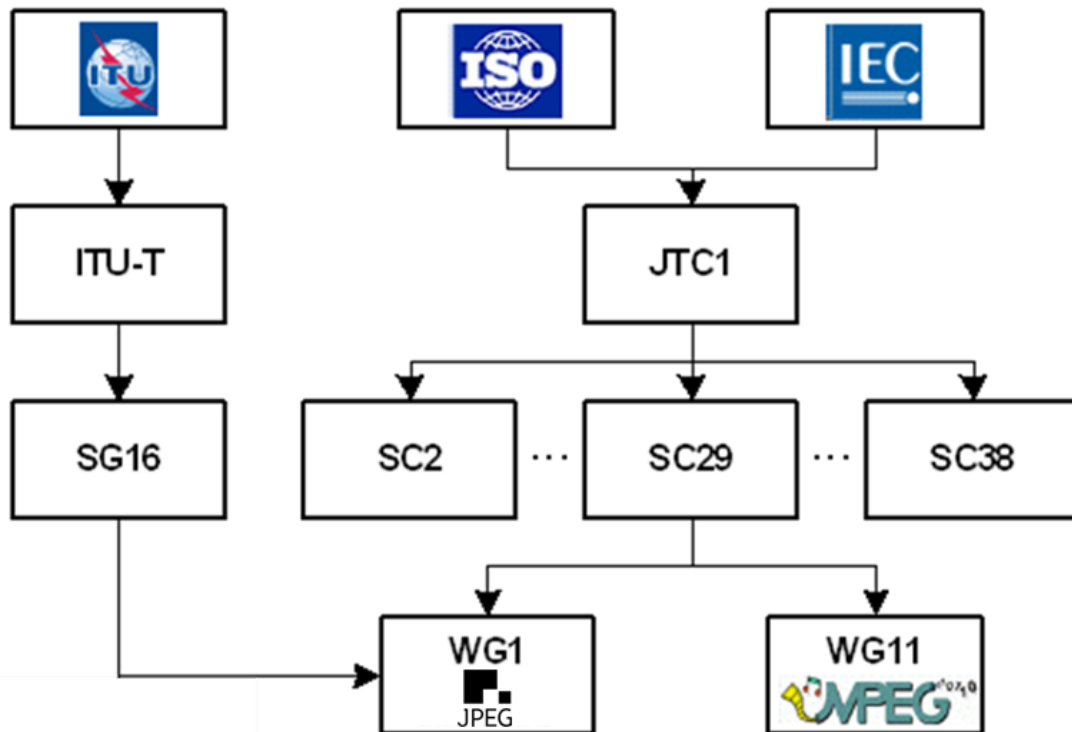 ITU
ISO
IEC
ITU-T
JTC1
SG16
SC2
...
SC29
...
SC38
WG1
JPEG
WG11
MPEG